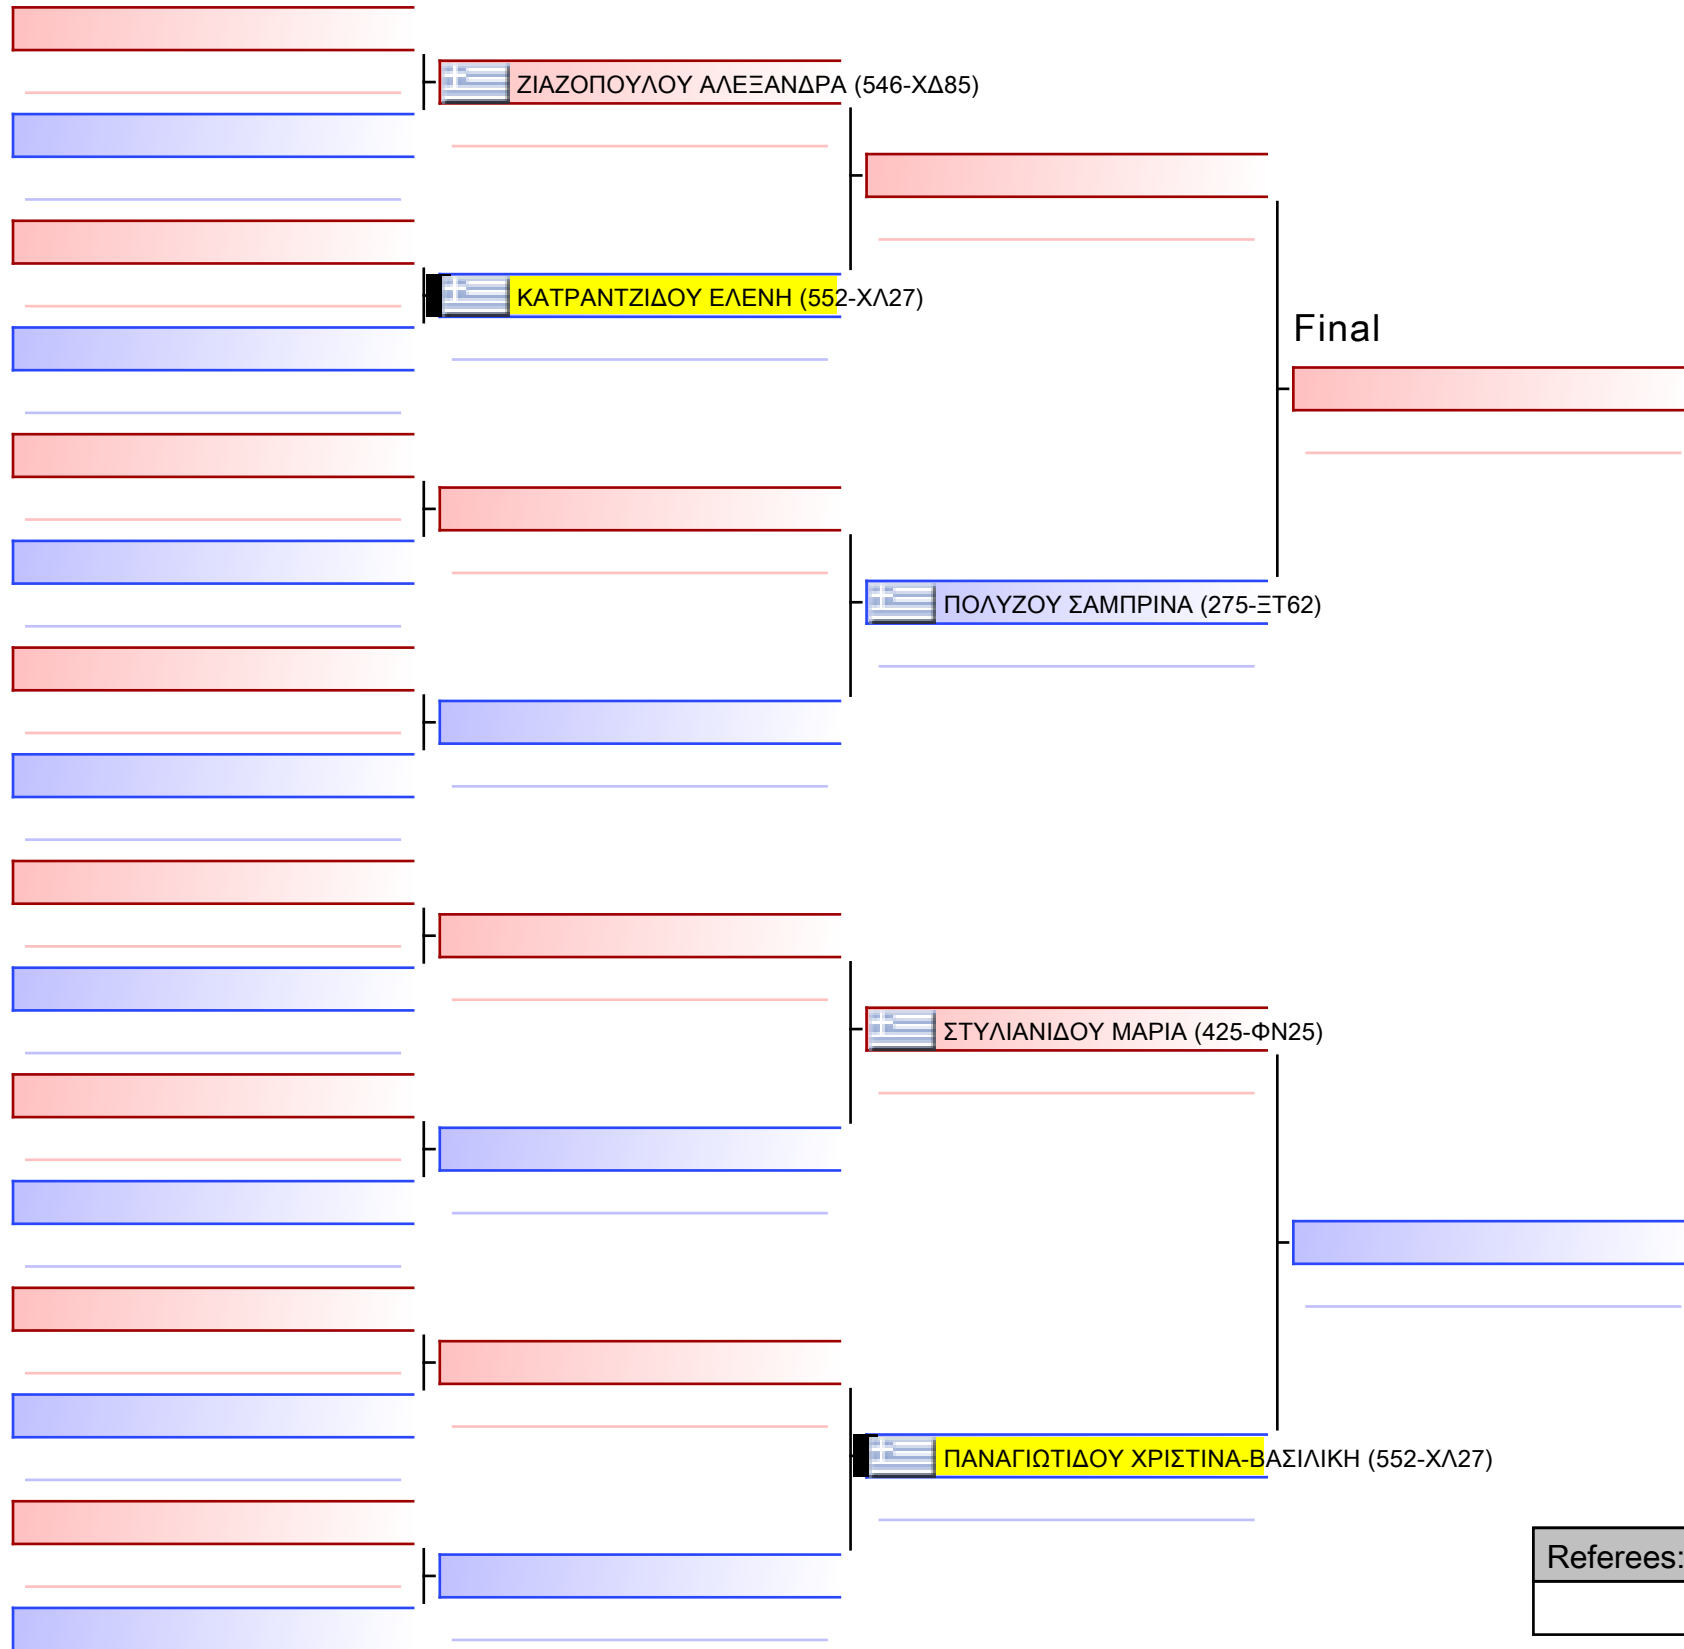 ΖΙΑΖΟΠΟΥΛΟΥ ΑΛΕΞΑΝΔΡΑ (546-ΧΔ85)
ΚΑΤΡΑΝΤΖΙΔΟΥ ΕΛΕΝΗ (552-ΧΛ27)
Final
ΠΟΛΥΖΟΥ ΣΑΜΠΡΙΝΑ (275-ΞΤ62)
ΣΤΥΛΙΑΝΙΔΟΥ ΜΑΡΙΑ (425-ΦΝ25)
ΠΑΝΑΓΙΩΤΙΔΟΥ ΧΡΙΣΤΙΝΑ-ΒΑΣΙΛΙΚΗ (552-ΧΛ27)
Referees: